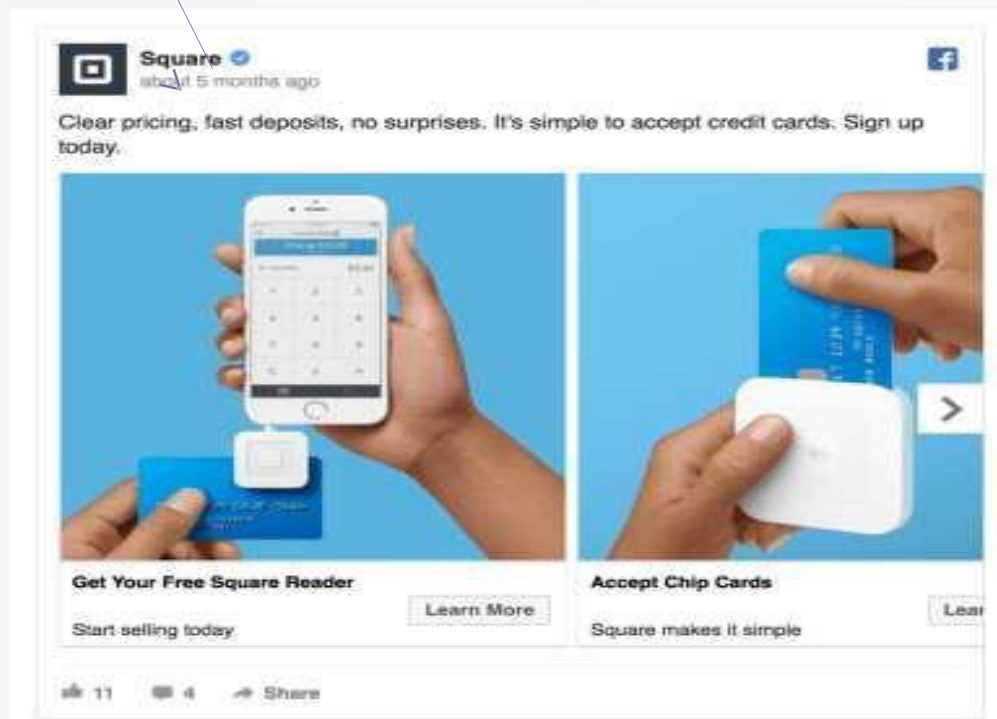 Square
about 5 months ago
Clear pricing, fast deposits, no surprises. It's simple to accept credit cards. Sign up
today.
Get Your Free Square Reader
Learn More
Start selling today
Accept Chip Cards
Lear
Square makes it simple
11
4
Share